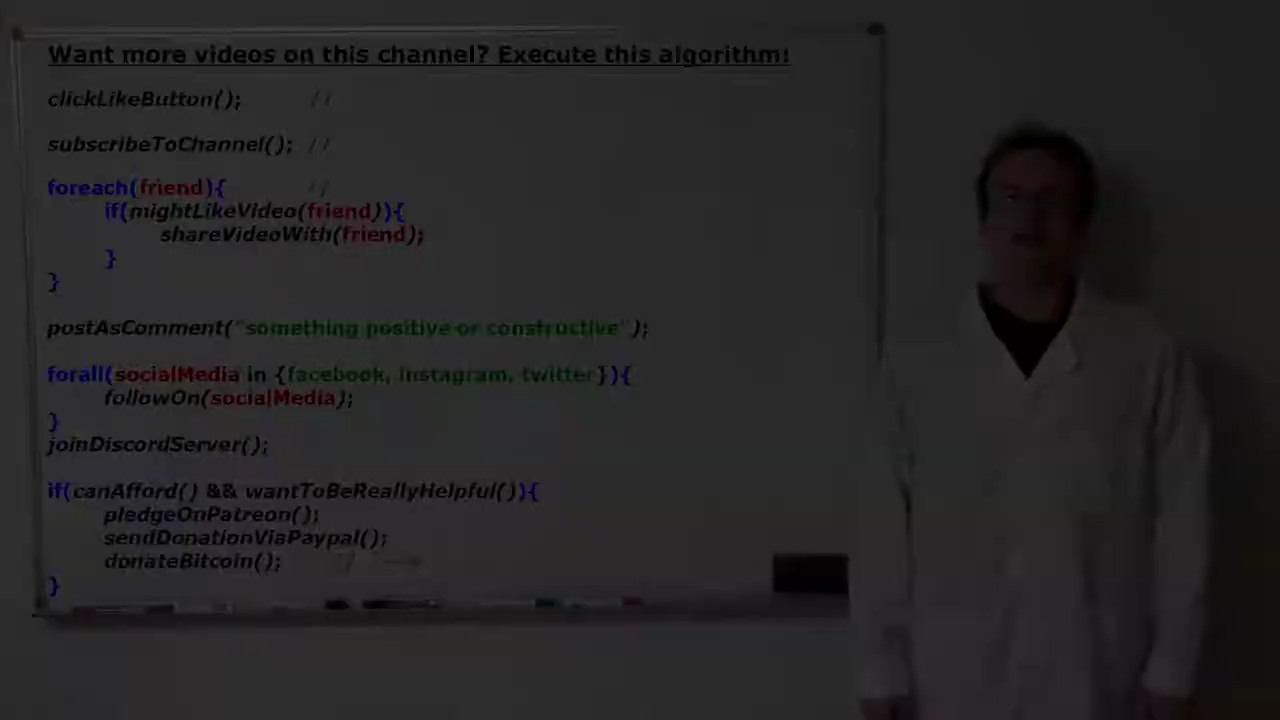 Want more videos on this channel? Execute this algorithm:
clickLikeButton(); //
subscribeToChannel(); //
foreach(friend){ //
if(mightLikeVideo(friend)){
shareVideoWith(friend);
}
}
postAsComment("something positive or constructive");
forall(socialMedia in {facebook, instagram, twitter}){
followOn(socialMedia);
}
joinDiscordServer();
if(canAfford() && wantToBeReallyHelpful()){
pledgeOnPatreon();
sendDonationViaPaypal();
donateBitcoin(); // --->
}